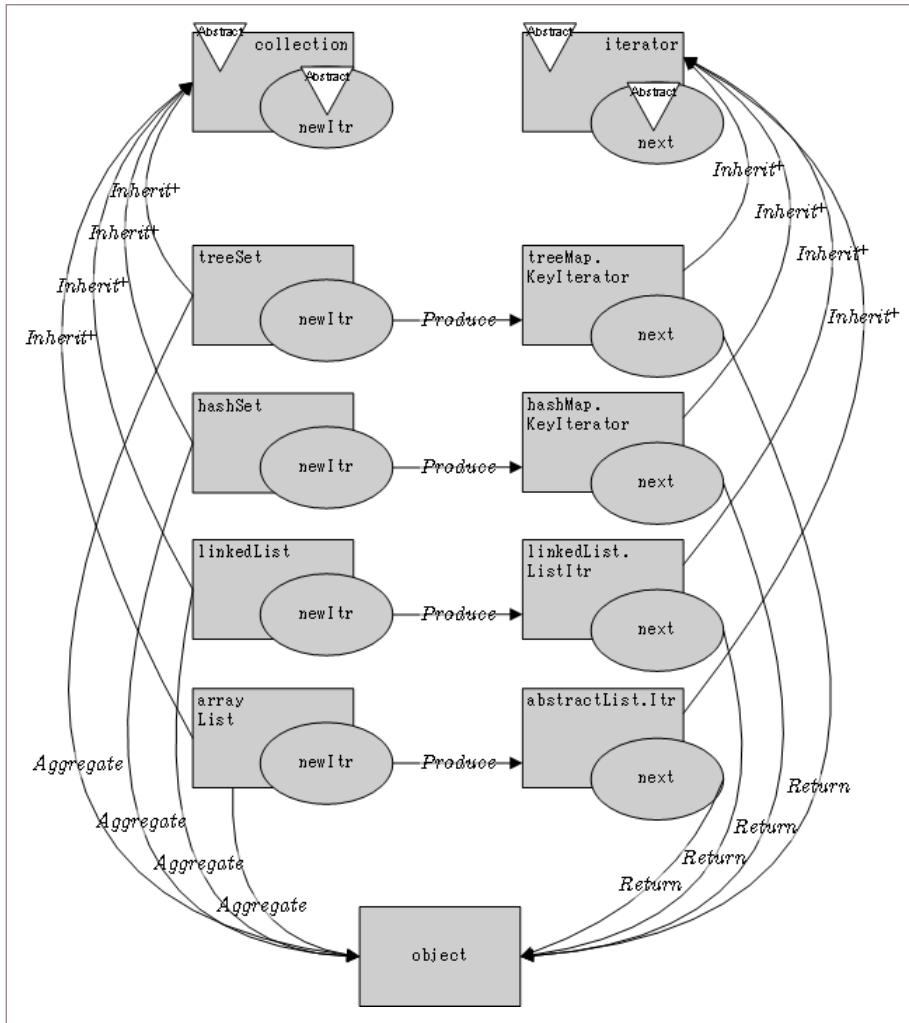 Abstract
collection
Abstract
newItr
Abstract
iterator
Abstract
next
Inherit+
Inherit+
Inherit+
Inherit+
Inherit+
Inherit+
Inherit+
Inherit+
treeSet
newItr
Produce
treeMap.
KeyIterator
next
hashSet
newItr
Produce
hashMap.
KeyIterator
next
linkedList
newItr
Produce
linkedList.
ListItr
next
array
List
newItr
Produce
abstractList.Itr
next
Aggregate
Aggregate
Aggregate
Aggregate
Return
Return
Return
Return
object